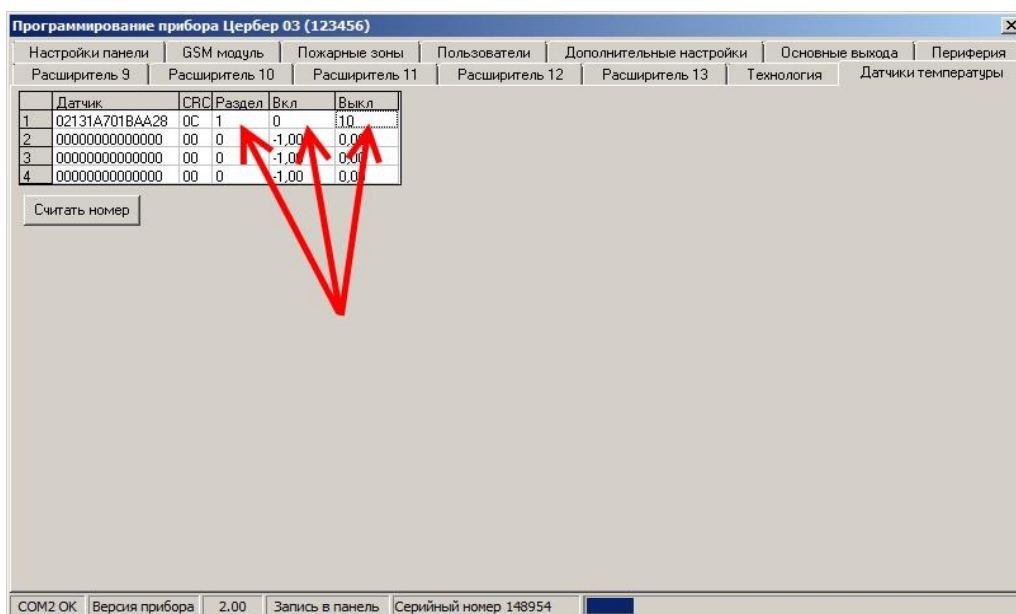 Программирование прибора Цербер 03 (123456)
Настройки панели GSM модуль Пожарные зоны Пользователи Дополнительные настройки Основные выхода Периферия
Расширитель 9 Расширитель 10 Расширитель 11 Расширитель 12 Расширитель 13 Технология Датчики температуры
Датчик CRC Раздел Вкл Выкл
1 02131A701BAA28 0C 1 0 10
2 00000000000000 00 0 -1,00 0,00
3 00000000000000 00 0 -1,00 0,00
4 00000000000000 00 0 -1,00 0,00
Считать номер
COM2 OK Версия прибора 2.00 Запись в панель Серийный номер 148954